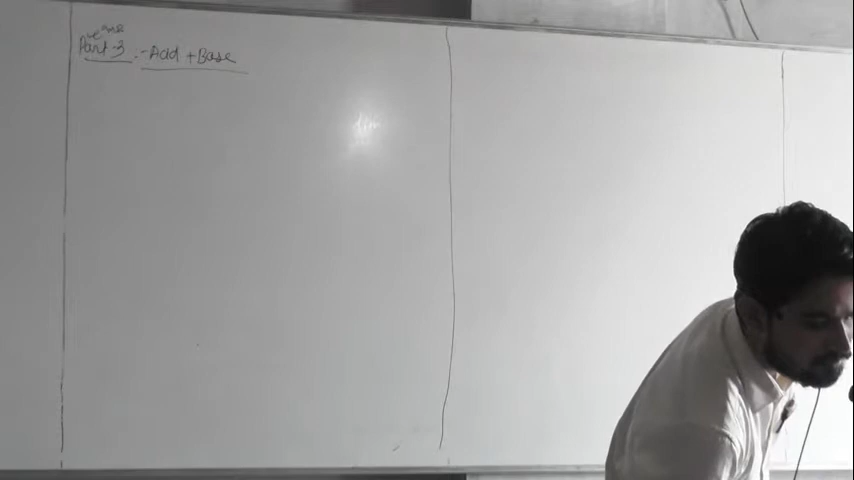 Part-3 :- Acid + Base